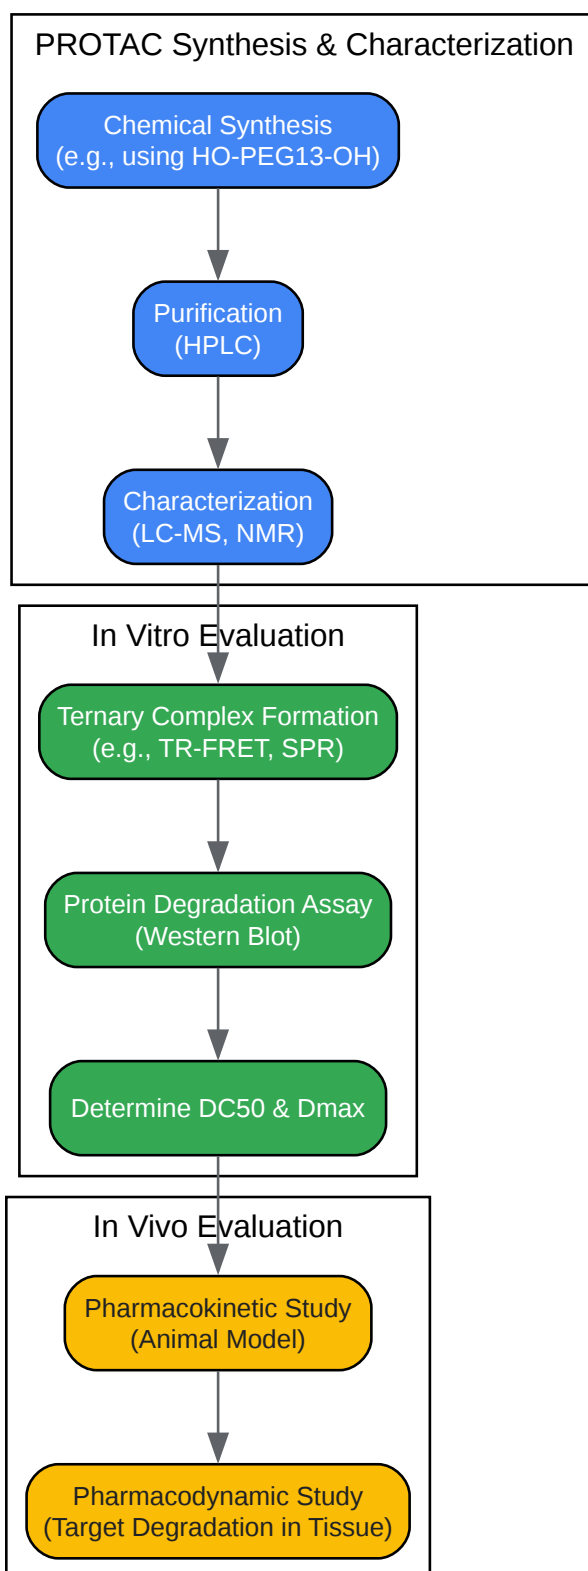 PROTAC Synthesis & Characterization
Chemical Synthesis
(e.g., using HO-PEG13-OH)
Purification
(HPLC)
Characterization
(LC-MS, NMR)
In Vitro Evaluation
Ternary Complex Formation
(e.g., TR-FRET, SPR)
Protein Degradation Assay
(Western Blot)
Determine DC50 & Dmax
In Vivo Evaluation
Pharmacokinetic Study
(Animal Model)
Pharmacodynamic Study
(Target Degradation in Tissue)